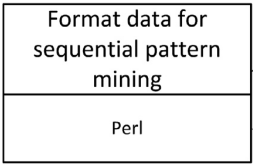 Format data for
sequential pattern
mining
Perl